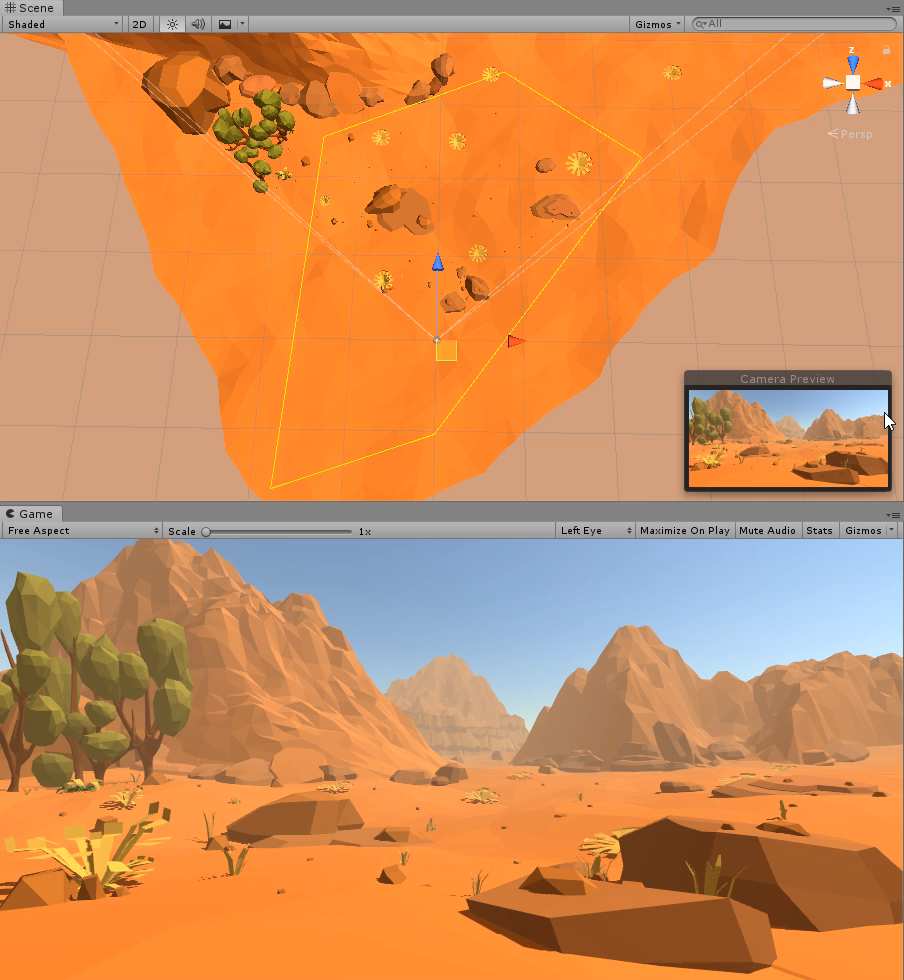 Scene
Shaded 2D Gizmos All
z
x
Persp
Camera Preview
Game
Free Aspect Scale 1x Left Eye Maximize On Play Mute Audio Stats Gizmos